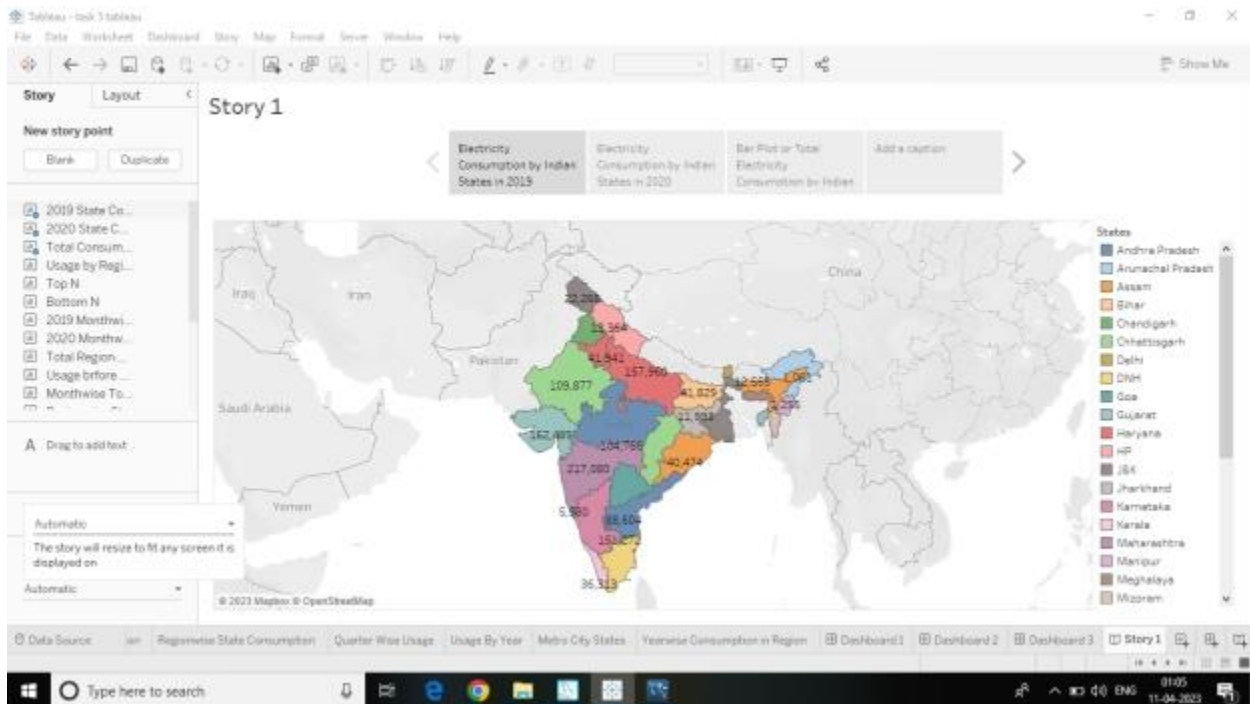 Tableau - task 3 tableau
File Data Worksheet Dashboard Story Map Format Server Window Help
Show Me
Story Layout
Story 1
New story point
Blank Duplicate
Electricity
Consumption by Indian
States in 2019
Electricity
Consumption by Indian
States in 2020
Bar Plot or Total
Electricity
Consumption by Indian
Add a caption
2019 State Co...
2020 State C...
Total Consum...
Usage by Regi...
Top N
Bottom N
2019 Monthwi...
2020 Monthw...
Total Region ...
Usage brfore ...
Monthwise To...
A Drag to add text
Automatic
The story will resize to fit any screen it is
displayed on
Automatic
China
Iraq
Iran
Pakistan
Saudi Arabia
Yemen
13,364
41,941
157,960
109,877
41,825
104,759
40,474
217,080
36,313
© 2023 Mapbox © OpenStreetMap
States
Andhra Pradesh
Arunachal Pradesh
Assam
Bihar
Chandigarh
Chhattisgarh
Delhi
DNH
Goa
Gujarat
Haryana
HP
J&K
Jharkhand
Karnataka
Kerala
Maharashtra
Manipur
Meghalaya
Mizoram
Data Source Regionwise State Consumption Quarter Wise Usage Usage By Year Metro City States Yearwise Consumption in Region Dashboard 1 Dashboard 2 Dashboard 3 Story 1
Type here to search
ENG
01:05
11-04-2023